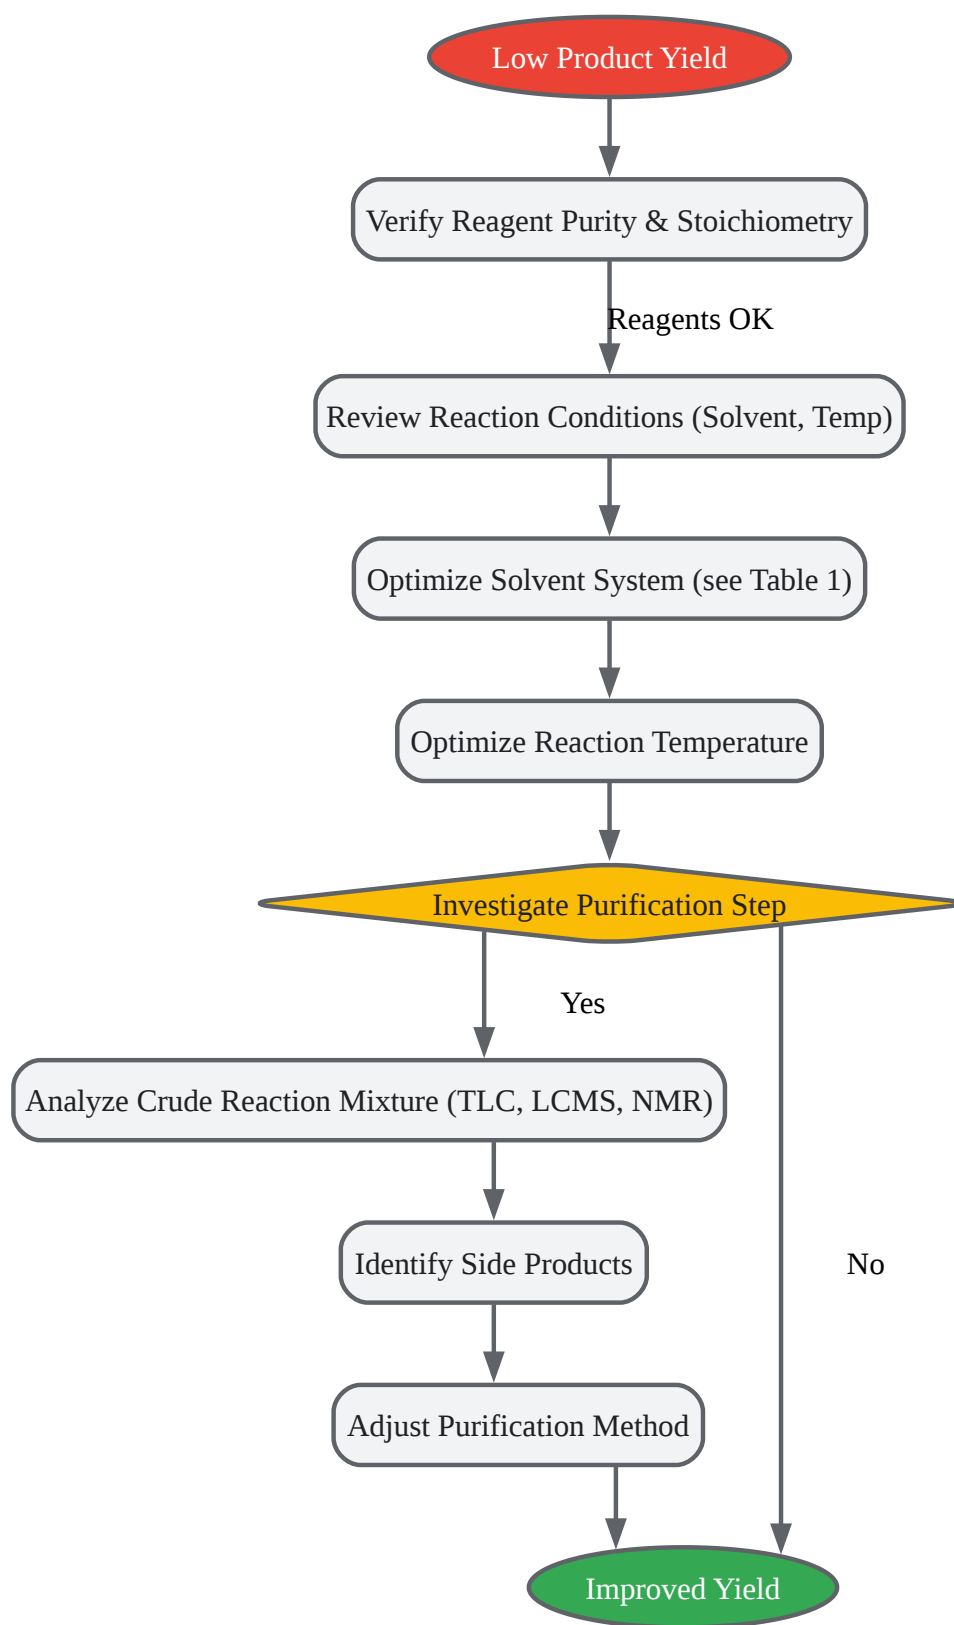 Low Product Yield
Verify Reagent Purity & Stoichiometry
Reagents OK
Review Reaction Conditions (Solvent, Temp)
Optimize Solvent System (see Table 1)
Optimize Reaction Temperature
Investigate Purification Step
Yes
Analyze Crude Reaction Mixture (TLC, LCMS, NMR)
Identify Side Products
No
Adjust Purification Method
Improved Yield